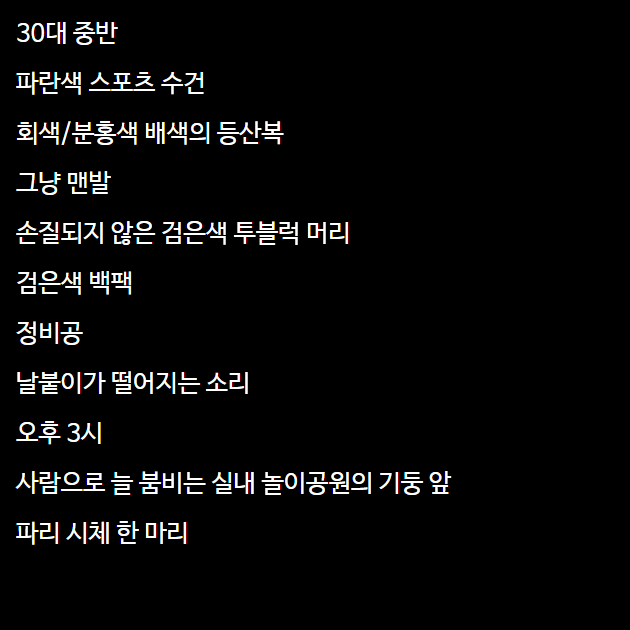 30대 중반
파란색 스포츠 수건
회색/분홍색 배색의 등산복
그냥 맨발
손질되지 않은 검은색 투블럭 머리
검은색 백팩
정비공
날붙이가 떨어지는 소리
오후 3시
사람으로 늘 붐비는 실내 놀이공원의 기둥 앞
파리 시체 한 마리